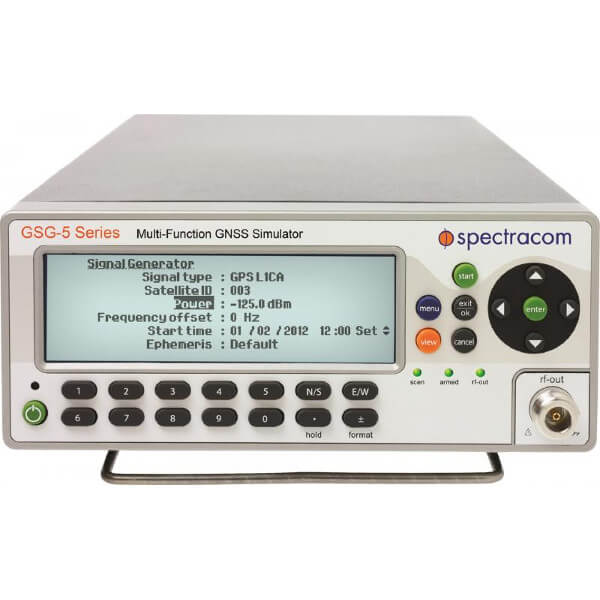 GSG-5 Series Multi-Function GNSS Simulator spectracom
Signal Generator
Signal type : GPS L1CA
Satellite ID : 003
Power : -125.0 dBm
Frequency offset : 0 Hz
Start time : 01 / 02 / 2012 12 :00 Set
Ephemeris : Default
start
menu exit ok enter
view cancel
scan armed rf-out
rf-out
1 2 3 4 5 N/S E/W
6 7 8 9 0 . ±
hold format